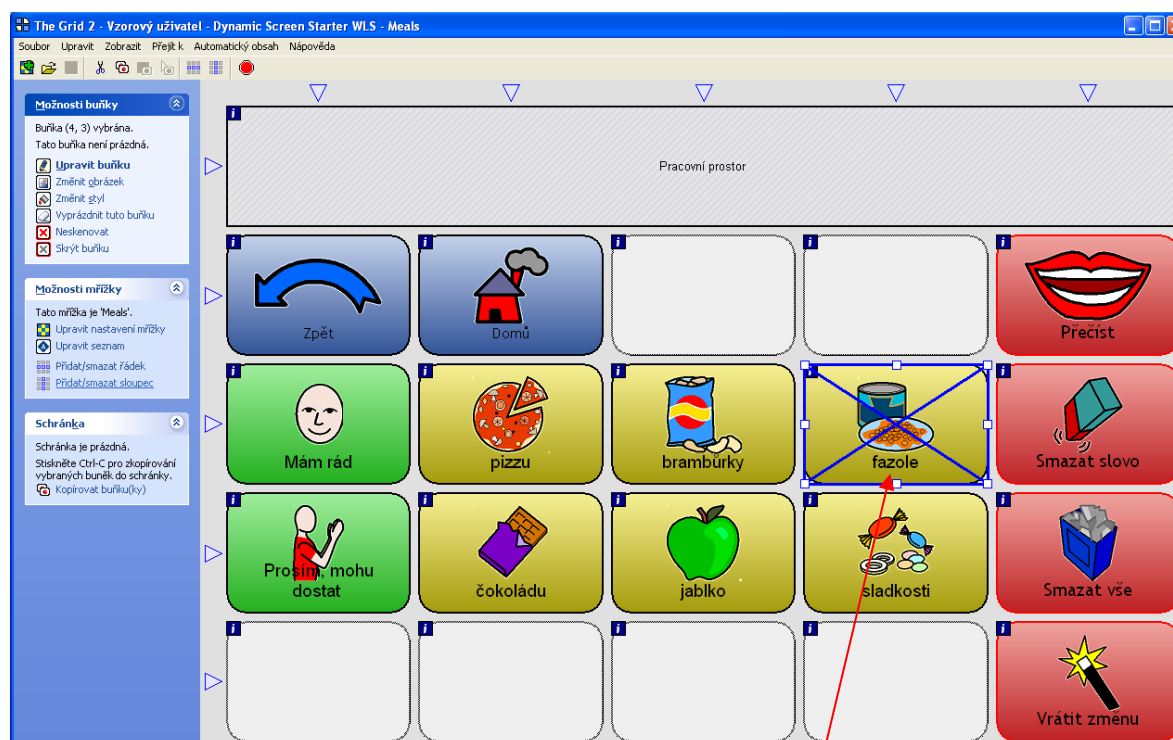 The Grid 2 - Vzorový uživatel - Dynamic Screen Starter WLS - Meals
Soubor Upravit Zobrazit Přejít k Automatický obsah Nápověda
Možnosti buňky
Buňka (4, 3) vybrána.
Tato buňka není prázdná.
Upravit buňku
Změnit obrázek
Změnit styl
Vyprázdnit tuto buňku
Neskenovat
Skrýt buňku
Možnosti mřížky
Tato mřížka je 'Meals'.
Upravit nastavení mřížky
Upravit seznam
Přidat/smazat řádek
Přidat/smazat sloupec
Schránka
Schránka je prázdná.
Stiskněte Ctrl-C pro zkopírování
vybraných buněk do schránky.
Kopírovat buňku(ky)
Pracovní prostor
Zpět
Domů
Přečíst
Mám rád
pizzu
brambůrky
fazole
Smazat slovo
Prosím, mohu
dostat
čokoládu
jablko
sladkosti
Smazat vše
Vrátit změnu